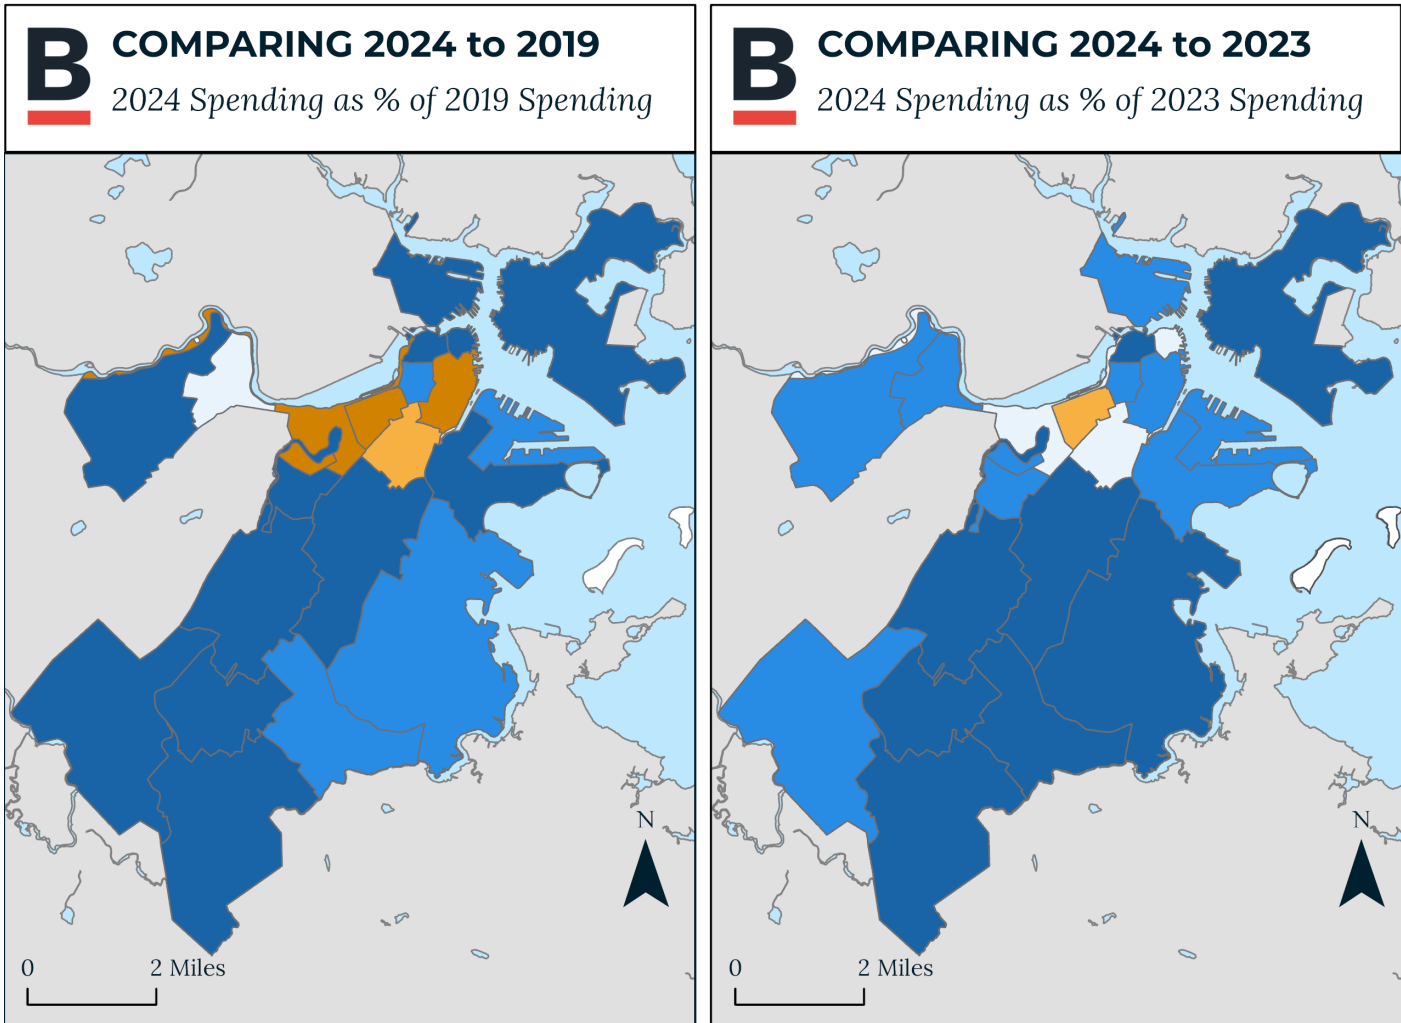 B
COMPARING 2024 to 2019
2024 Spending as % of 2019 Spending
N
0 2 Miles
B
COMPARING 2024 to 2023
2024 Spending as % of 2023 Spending
N
0 2 Miles